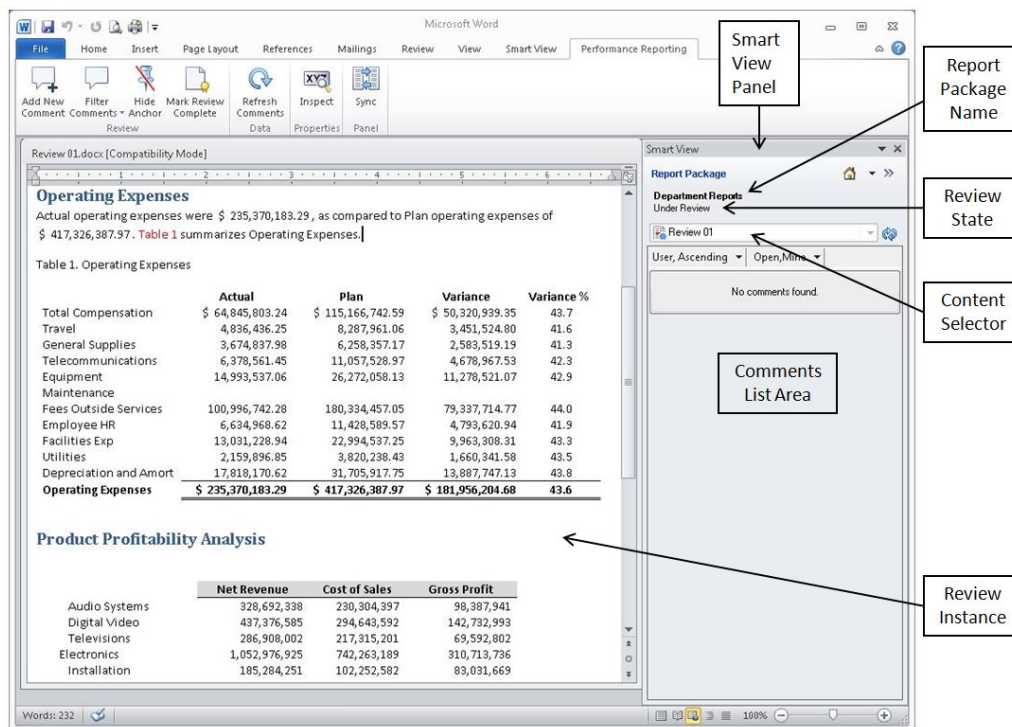 Microsoft Word
File Home Insert Page Layout References Mailings Review View Smart View Performance Reporting
Add New Comment
Filter Comments
Hide Anchor
Mark Review Complete
Refresh Comments
Inspect
Sync
Review Data Properties Panel
Smart View Panel
Report Package Name
Review State
Content Selector
Comments List Area
Review Instance
Review 01.docx [Compatibility Mode]
1 2 3 4 5 6
Operating Expenses
Actual operating expenses were $ 235,370,183.29 , as compared to Plan operating expenses of
$ 417,326,387.97 . Table 1 summarizes Operating Expenses.
Table 1. Operating Expenses
Actual Plan Variance Variance %
Total Compensation $ 64,845,803.24 $ 115,166,742.59 $ 50,320,939.35 43.7
Travel 4,836,436.25 8,287,961.06 3,451,524.80 41.6
General Supplies 3,674,837.98 6,258,357.17 2,583,519.19 41.3
Telecommunications 6,378,561.45 11,057,528.97 4,678,967.53 42.3
Equipment 14,993,537.06 26,272,058.13 11,278,521.07 42.9
Maintenance
Fees Outside Services 100,996,742.28 180,334,457.05 79,337,714.77 44.0
Employee HR 6,634,968.62 11,428,589.57 4,793,620.94 41.9
Facilities Exp 13,031,228.94 22,994,537.25 9,963,308.31 43.3
Utilities 2,159,896.85 3,820,238.43 1,660,341.58 43.5
Depreciation and Amort 17,818,170.62 31,705,917.75 13,887,747.13 43.8
Operating Expenses $ 235,370,183.29 $ 417,326,387.97 $ 181,956,204.68 43.6
Product Profitability Analysis
Net Revenue Cost of Sales Gross Profit
Audio Systems 328,692,338 230,304,397 98,387,941
Digital Video 437,376,585 294,643,592 142,732,993
Televisions 286,908,002 217,315,201 69,592,802
Electronics 1,052,976,925 742,263,189 310,713,736
Installation 185,284,251 102,252,582 83,031,669
Smart View
Report Package
Department Reports
Under Review
Review 01
User, Ascending Open,Mine
No comments found.
Words: 232
100%